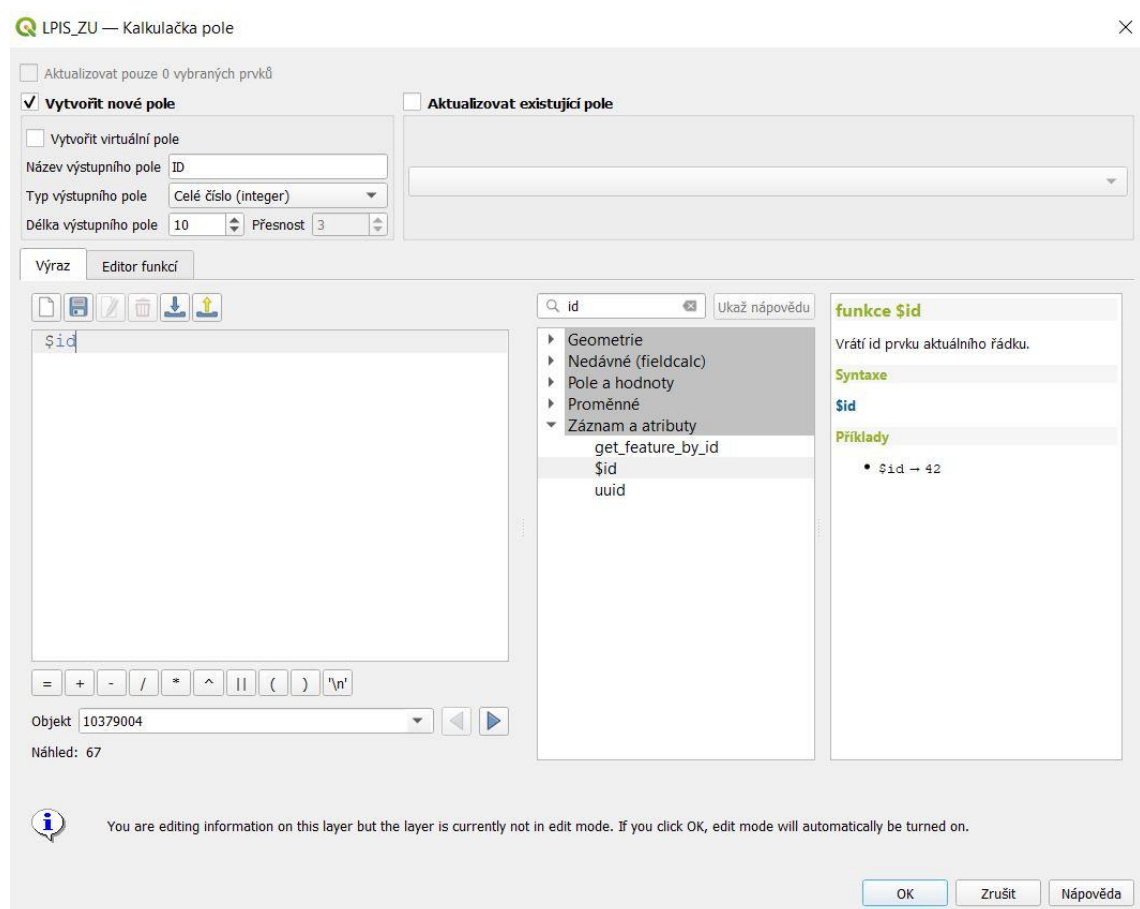 LPIS_ZU — Kalkulačka pole
Aktualizovat pouze 0 vybraných prvků
Vytvořit nové pole
Aktualizovat existující pole
Vytvořit virtuální pole
Název výstupního pole ID
Typ výstupního pole Celé číslo (integer)
Délka výstupního pole 10 Přesnost 3
Výraz Editor funkcí
$id
= + - / * ^ || ( ) '\n'
Objekt 10379004
Náhled: 67
id Ukaž nápovědu
Geometrie
Nedávné (fieldcalc)
Pole a hodnoty
Proměnné
Záznam a atributy
get_feature_by_id
$id
uuid
funkce $id
Vrátí id prvku aktuálního řádku.
Syntaxe
$id
Příklady
• $id → 42
You are editing information on this layer but the layer is currently not in edit mode. If you click OK, edit mode will automatically be turned on.
OK Zrušit Nápověda